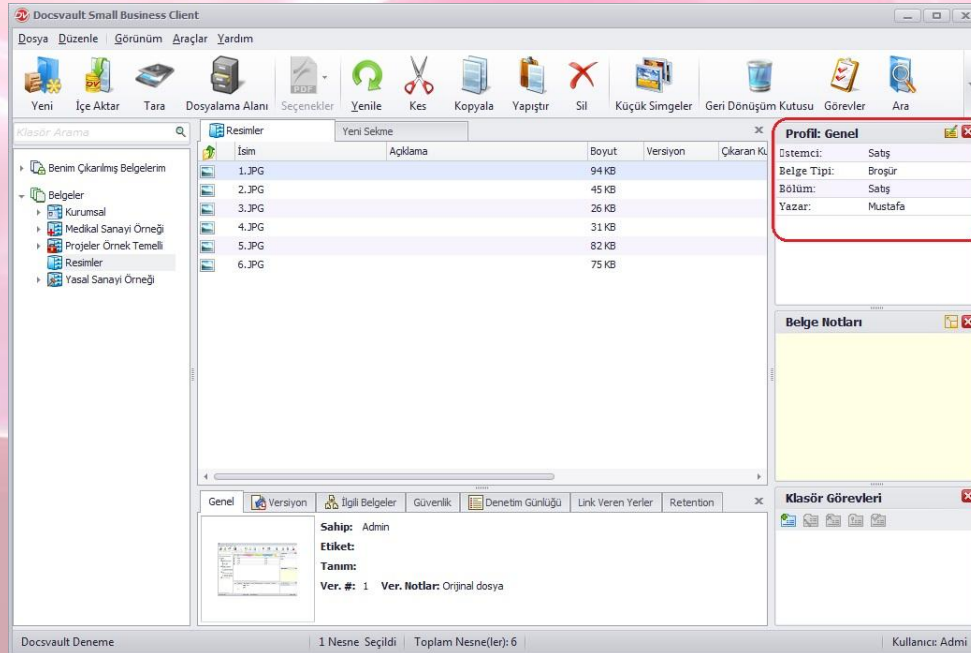 Docsvault Small Business Client
Dosya Düzenle Görünüm Araçlar Yardım
Yeni İçe Aktar Tara Dosyalama Alanı Seçenekler Yenile Kes Kopyala Yapıştır Sil Küçük Simgeler Geri Dönüşüm Kutusu Görevler Ara
Klasör Arama
Benim Çıkarılmış Belgelerim
Belgeler
Kurumsal
Medikal Sanayi Örneği
Projeler Örnek Temelli
Resimler
Yasal Sanayi Örneği
Resimler Yeni Sekme
İsim Açıklama Boyut Versiyon Çıkaran Ku
1.JPG 94 KB
2.JPG 45 KB
3.JPG 26 KB
4.JPG 31 KB
5.JPG 82 KB
6.JPG 75 KB
Profil: Genel
İstemci: Satış
Belge Tipi: Broşür
Bölüm: Satış
Yazar: Mustafa
Belge Notları
Genel Versiyon İlgili Belgeler Güvenlik Denetim Günlüğü Link Veren Yerler Retention
Sahip: Admin
Etiket:
Tanım:
Ver. #: 1 Ver. Notlar: Orijinal dosya
Klasör Görevleri
Docsvault Deneme 1 Nesne Seçildi Toplam Nesne(ler): 6 Kullanıcı: Admi